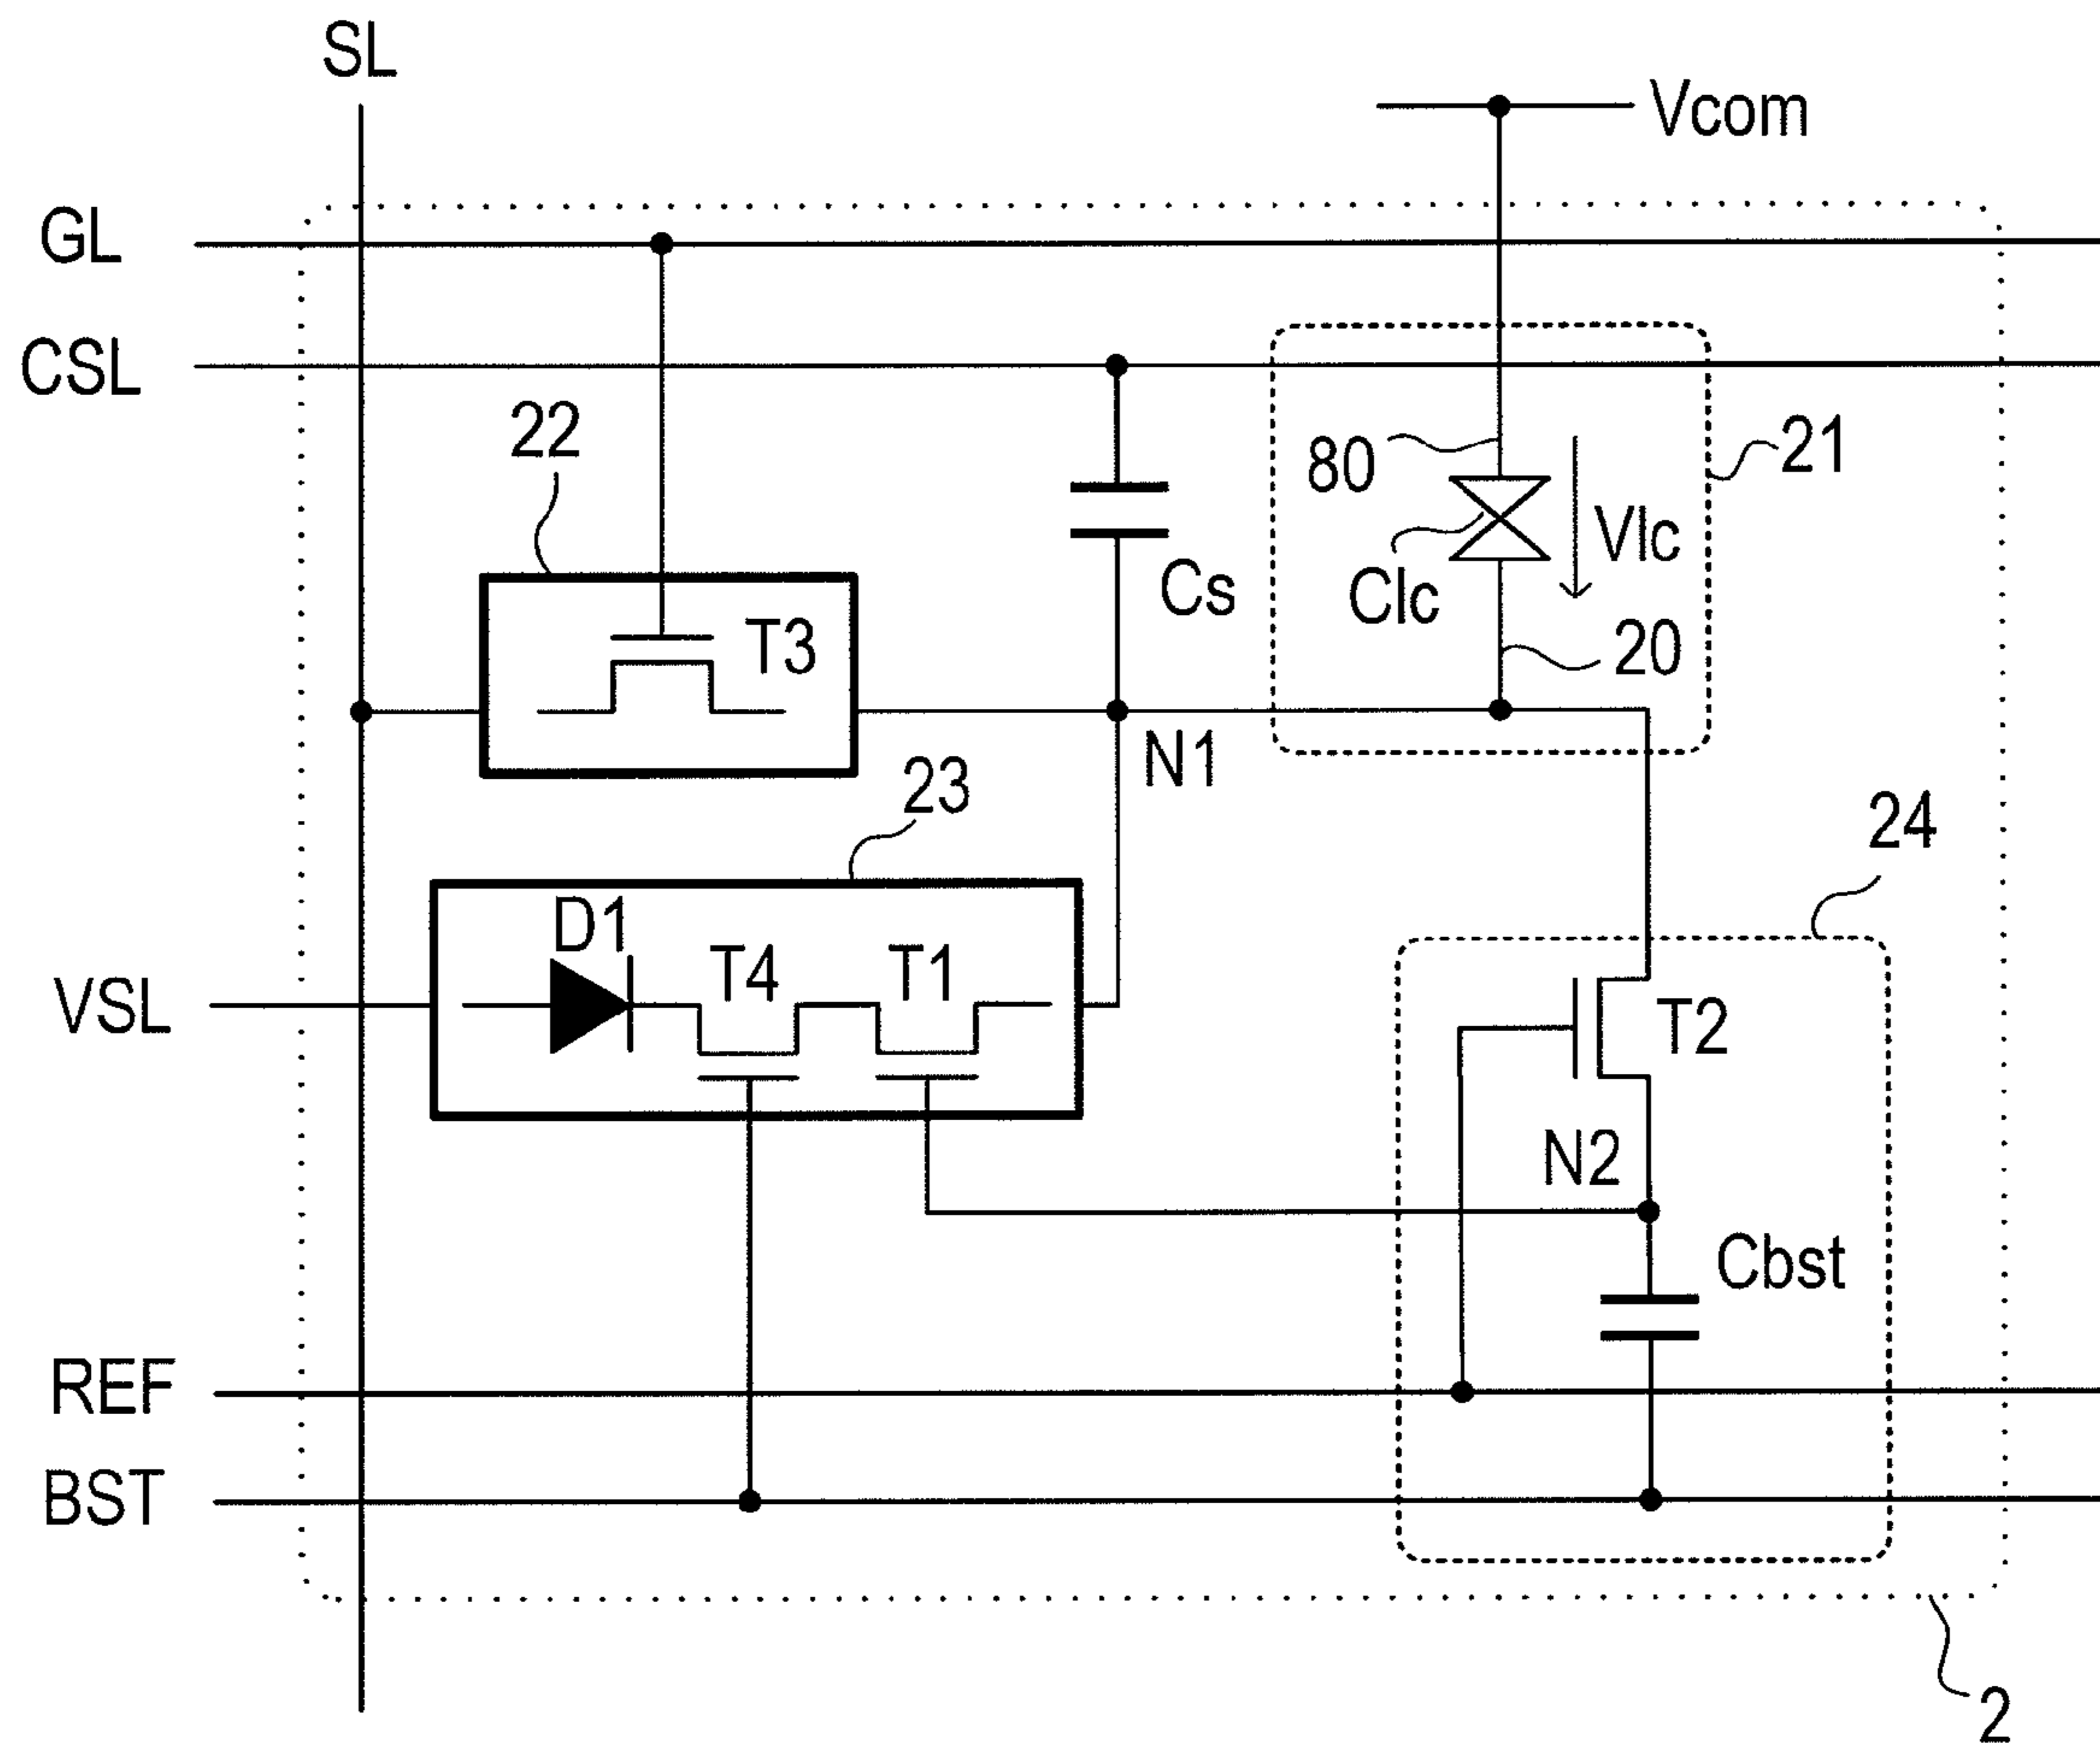 SL
Vcom
GL
CSL
22
80
21
Vlc
Clc
Cs
20
T3
N1
23
24
D1
T4
T1
VSL
T2
N2
Cbst
REF
BST
2